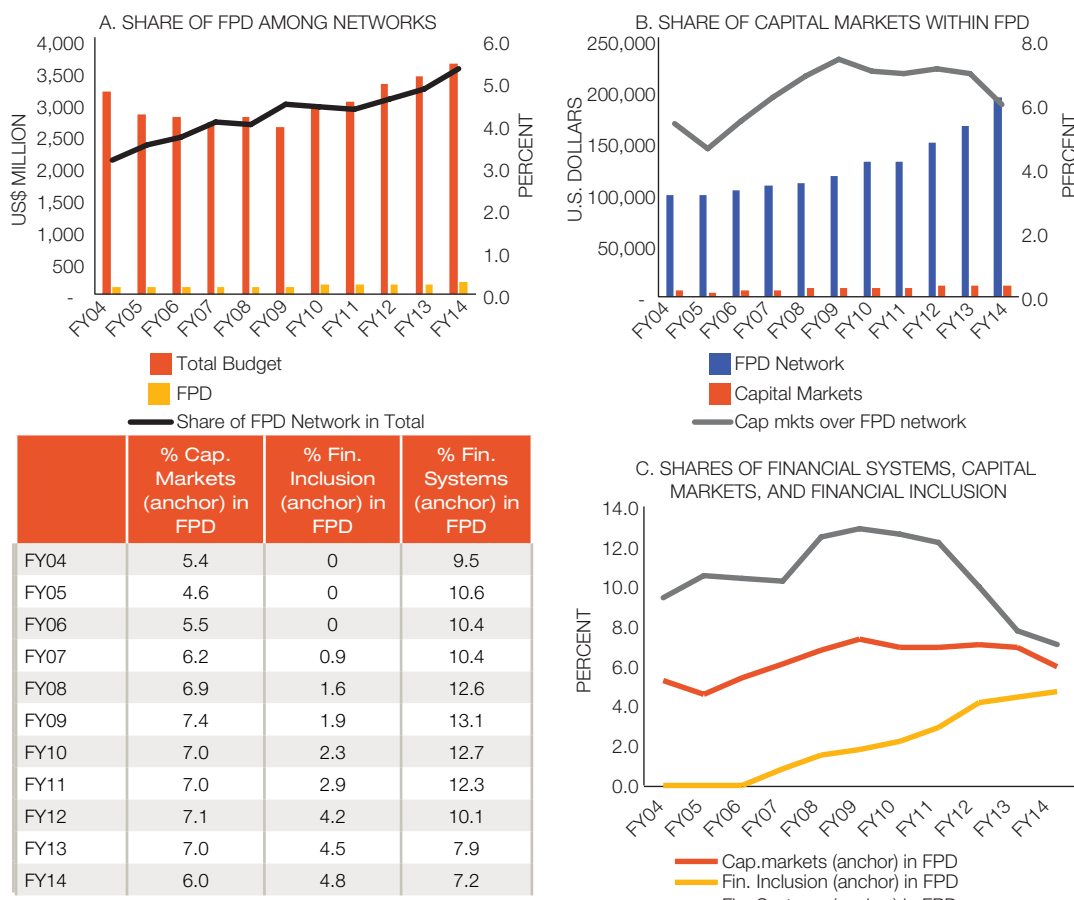 A. SHARE OF FPD AMONG NETWORKS
4,000
3,500
3,000
2,500
2,000
1,500
1,000
500
-
US$ MILLION
6.0
5.0
4.0
3.0
2.0
1.0
0.0
PERCENT
FY04
FY05
FY06
FY07
FY08
FY09
FY10
FY11
FY12
FY13
FY14
Total Budget
FPD
Share of FPD Network in Total
B. SHARE OF CAPITAL MARKETS WITHIN FPD
250,000
200,000
150,000
100,000
50,000
-
U.S. DOLLARS
8.0
6.0
4.0
2.0
0.0
PERCENT
FY04
FY05
FY06
FY07
FY08
FY09
FY10
FY11
FY12
FY13
FY14
FPD Network
Capital Markets
Cap mkts over FPD network
% Cap. Markets (anchor) in FPD
% Fin. Inclusion (anchor) in FPD
% Fin. Systems (anchor) in FPD
FY04 5.4 0 9.5
FY05 4.6 0 10.6
FY06 5.5 0 10.4
FY07 6.2 0.9 10.4
FY08 6.9 1.6 12.6
FY09 7.4 1.9 13.1
FY10 7.0 2.3 12.7
FY11 7.0 2.9 12.3
FY12 7.1 4.2 10.1
FY13 7.0 4.5 7.9
FY14 6.0 4.8 7.2
C. SHARES OF FINANCIAL SYSTEMS, CAPITAL
MARKETS, AND FINANCIAL INCLUSION
14.0
12.0
10.0
8.0
6.0
4.0
2.0
0.0
PERCENT
FY04
FY05
FY06
FY07
FY08
FY09
FY10
FY11
FY12
FY13
FY14
Cap.markets (anchor) in FPD
Fin. Inclusion (anchor) in FPD